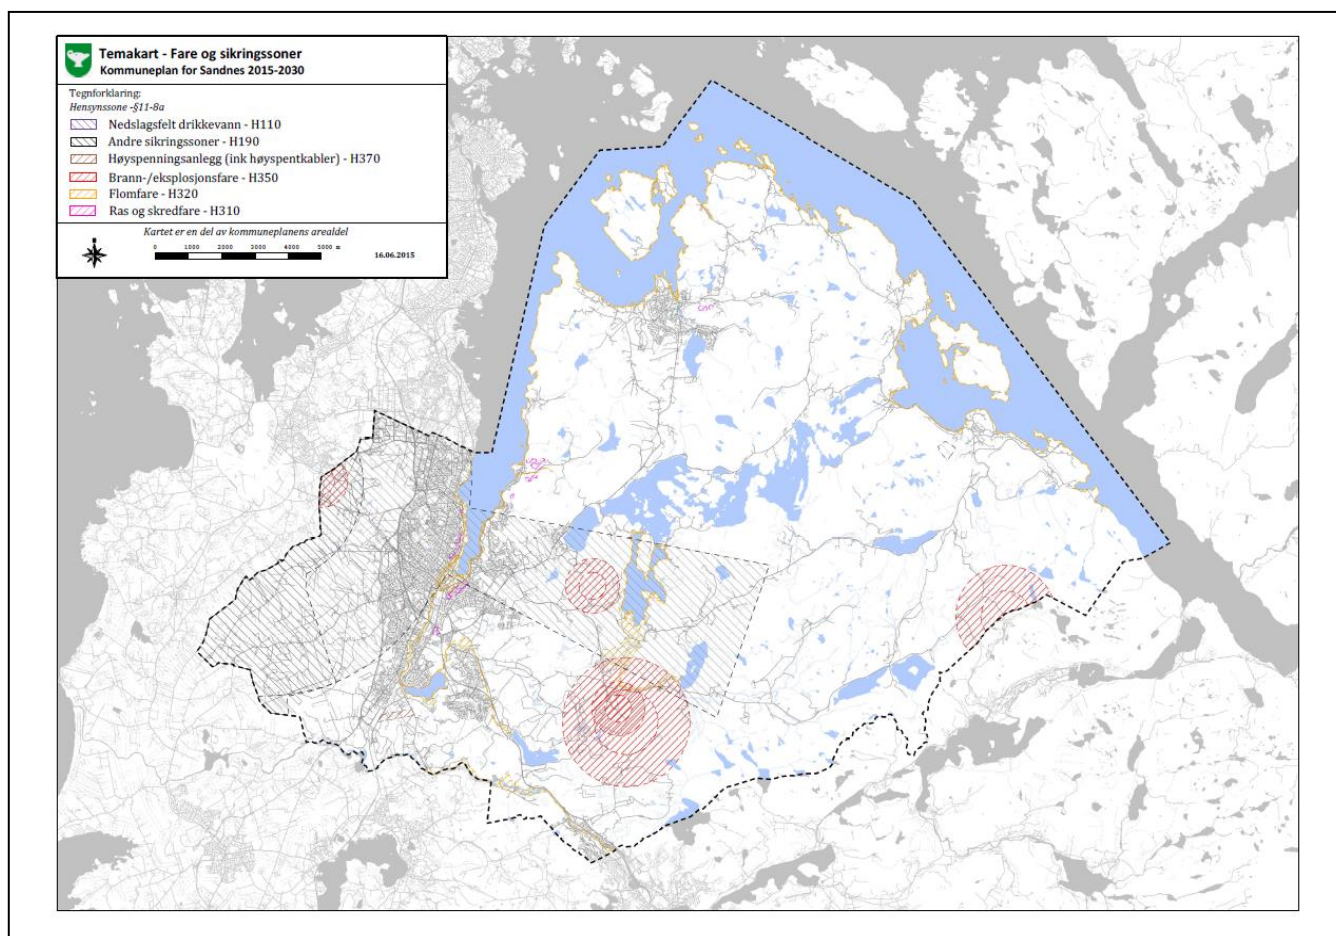 Temakart - Fare og sikringssoner
Kommuneplan for Sandnes 2015-2030
Tegnforklaring:
Hensynssone -§11-8a
Nedslagsfelt drikkevann - H110
Andre sikringssoner - H190
Høyspenningsanlegg (ink høyspentkabler) - H370
Brann-/eksplosjonsfare - H350
Flomfare - H320
Ras og skredfare - H310
Kartet er en del av kommuneplanens arealdel
0 1000 2000 3000 4000 5000 m
16.06.2015